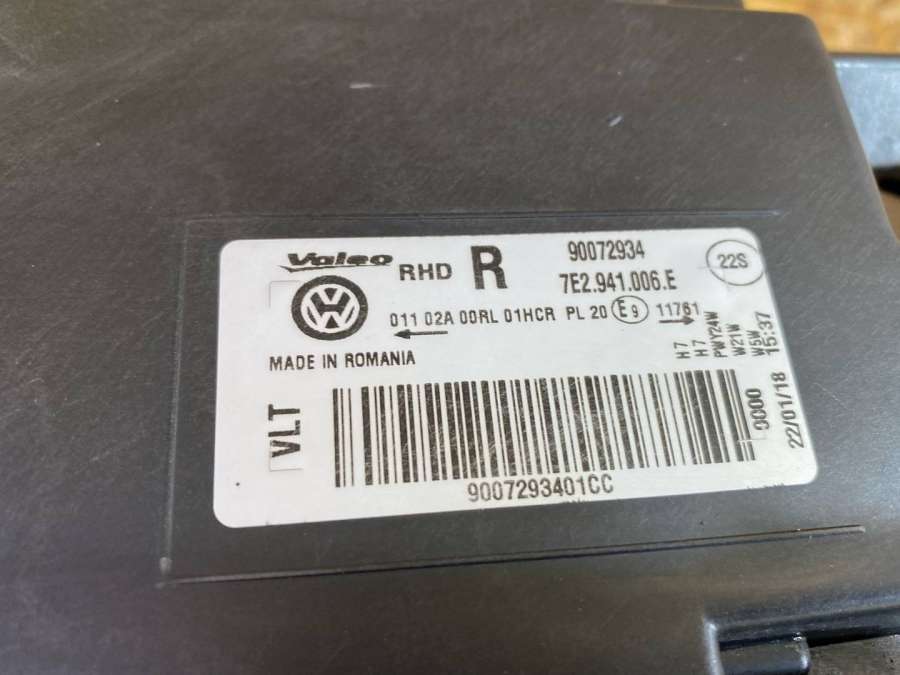 Valeo RHD R 90072934 22S
7E2.941.006.E
011 02A 00RL 01HCR PL 20 E9 11761
MADE IN ROMANIA
H7
H7
PWY24W
W21W
W5W
VLT
0000
22/01/18 15:37
9007293401CC